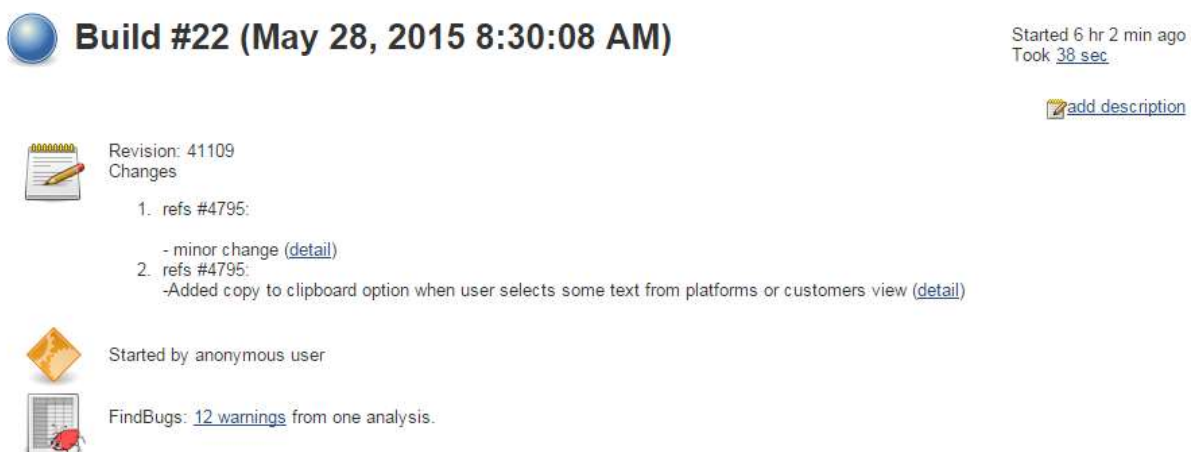 Build #22 (May 28, 2015 8:30:08 AM)
Started 6 hr 2 min ago
Took 38 sec
add description
Revision: 41109
Changes
1. refs #4795:
- minor change (detail)
2. refs #4795:
-Added copy to clipboard option when user selects some text from platforms or customers view (detail)
Started by anonymous user
FindBugs: 12 warnings from one analysis.